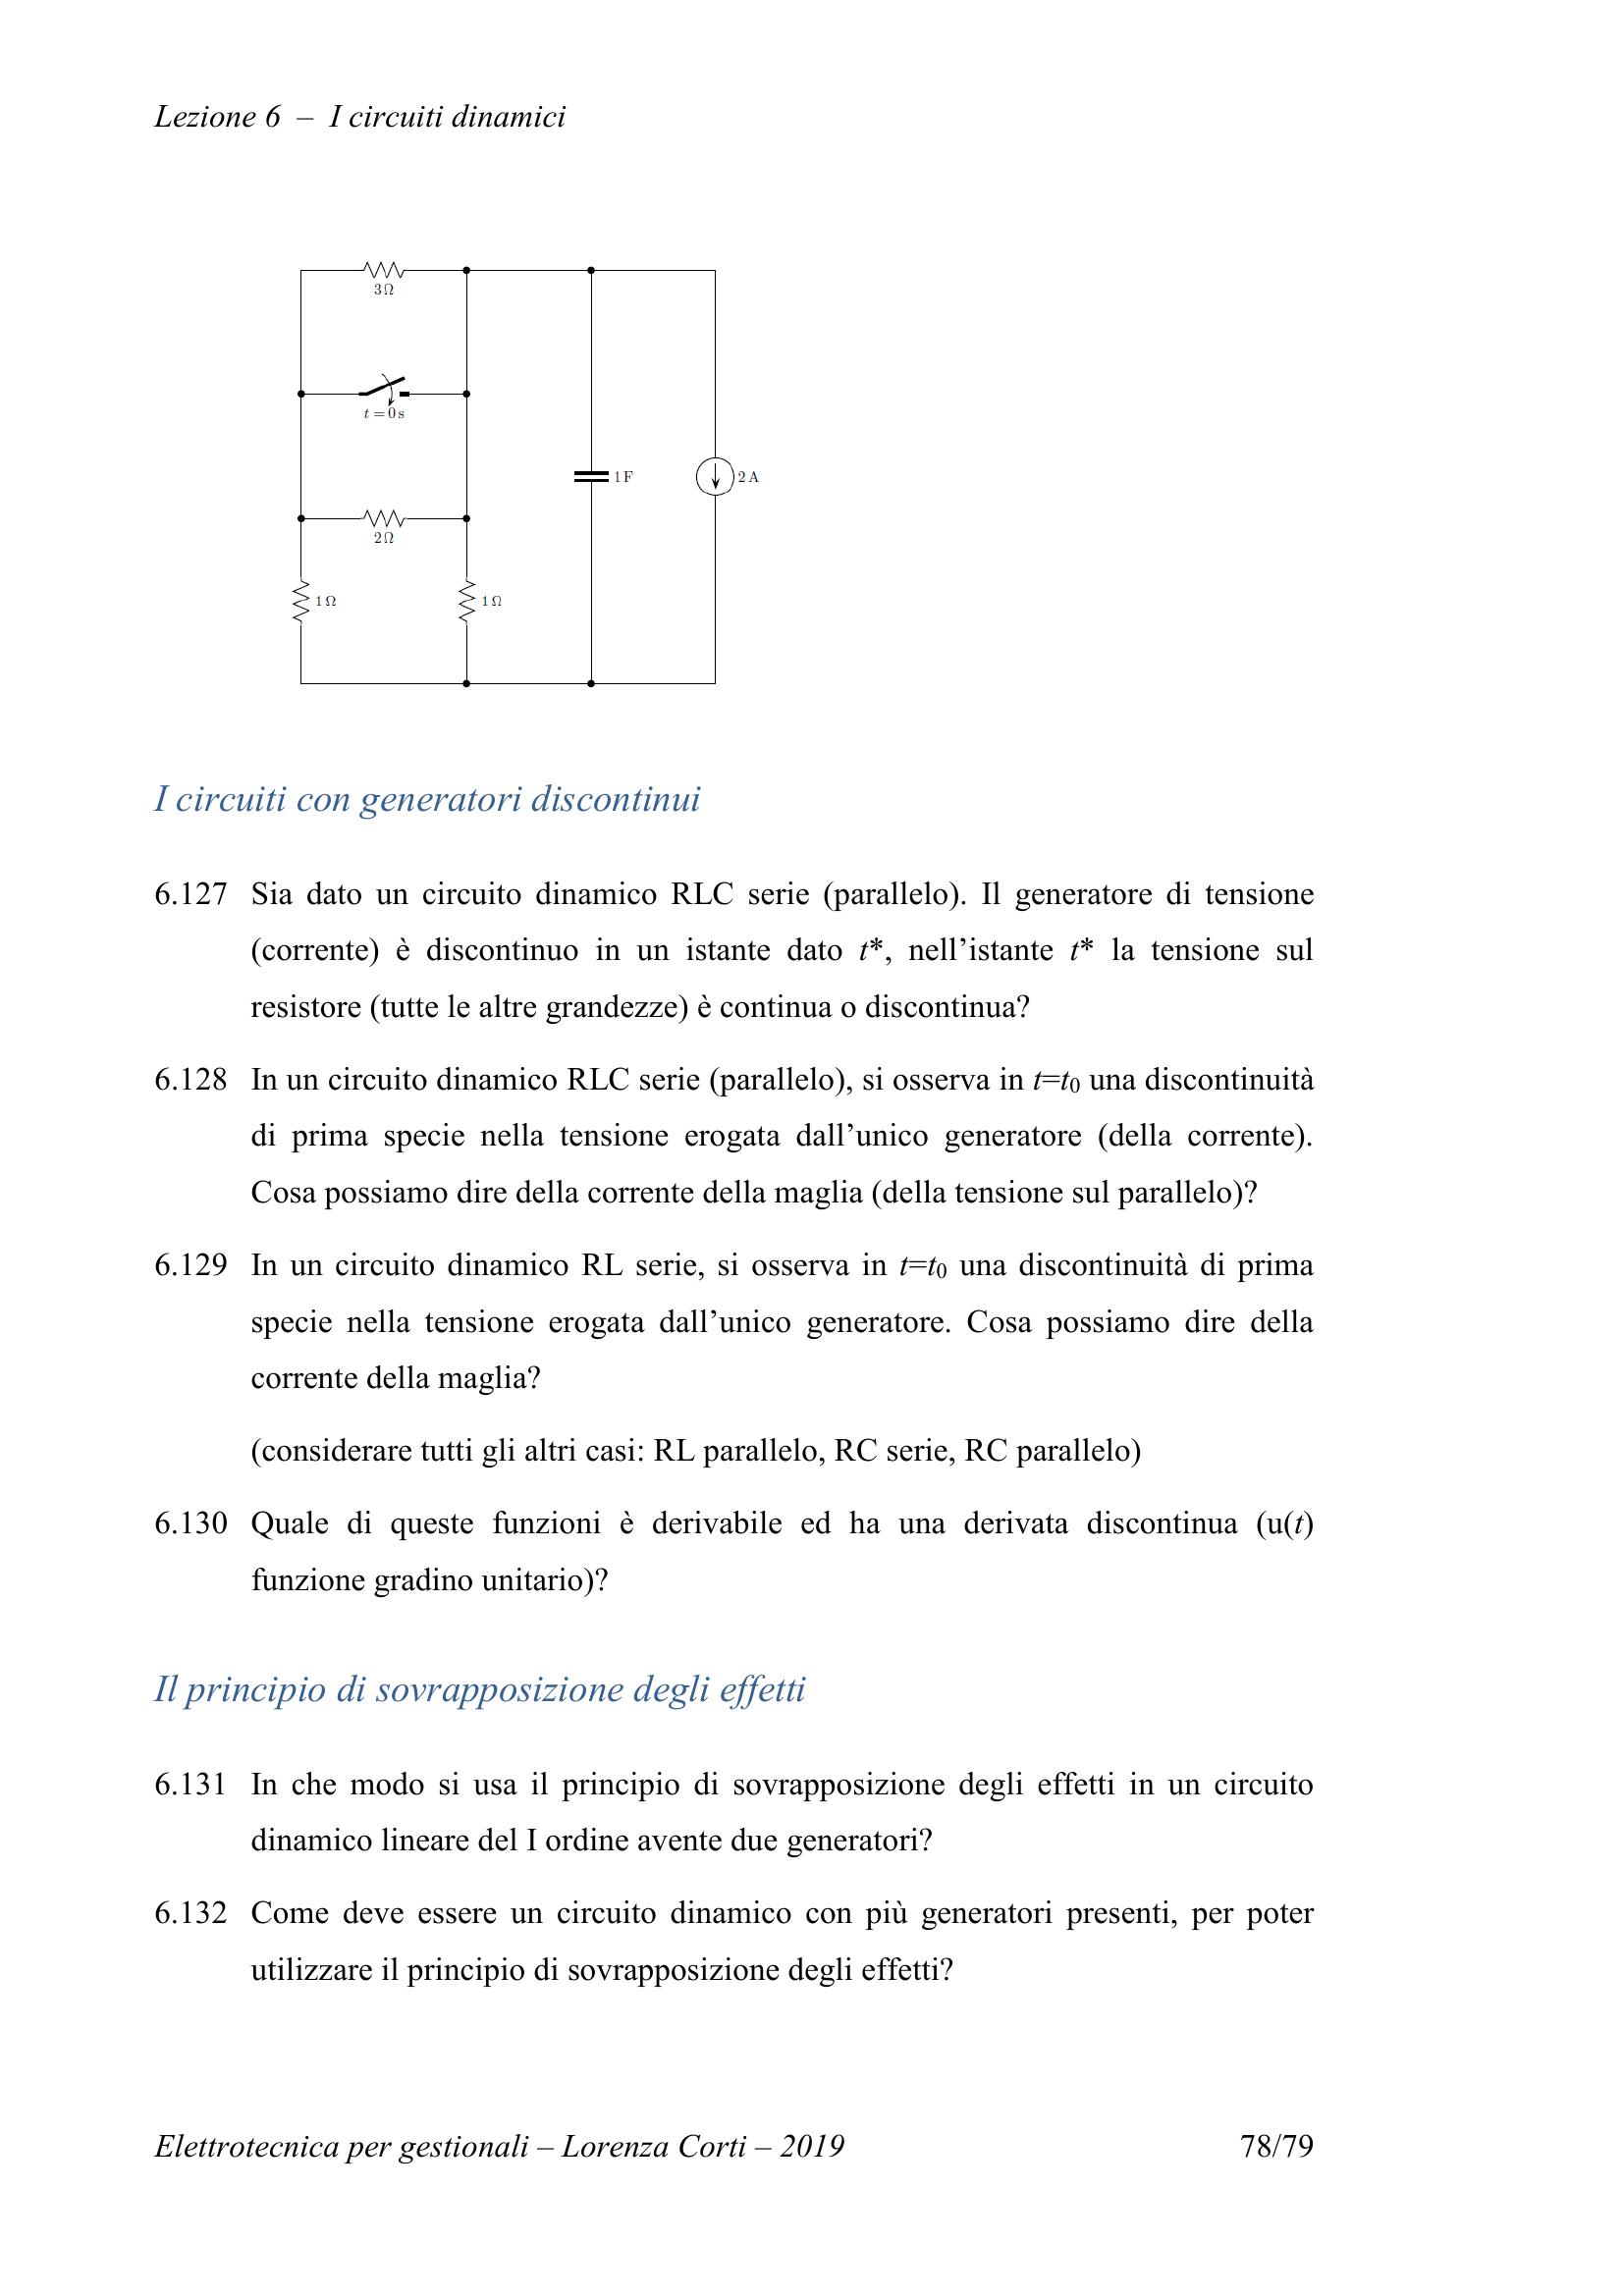 Lezione 6 – I circuiti dinamici
3 Ω
t = 0 s
1 F
2 A
2 Ω
1 Ω
1 Ω
I circuiti con generatori discontinui
6.127 Sia dato un circuito dinamico RLC serie (parallelo). Il generatore di tensione
(corrente) è discontinuo in un istante dato t*, nell’istante t* la tensione sul
resistore (tutte le altre grandezze) è continua o discontinua?
6.128 In un circuito dinamico RLC serie (parallelo), si osserva in t=t0 una discontinuità
di prima specie nella tensione erogata dall’unico generatore (della corrente).
Cosa possiamo dire della corrente della maglia (della tensione sul parallelo)?
6.129 In un circuito dinamico RL serie, si osserva in t=t0 una discontinuità di prima
specie nella tensione erogata dall’unico generatore. Cosa possiamo dire della
corrente della maglia?
(considerare tutti gli altri casi: RL parallelo, RC serie, RC parallelo)
6.130 Quale di queste funzioni è derivabile ed ha una derivata discontinua (u(t)
funzione gradino unitario)?
Il principio di sovrapposizione degli effetti
6.131 In che modo si usa il principio di sovrapposizione degli effetti in un circuito
dinamico lineare del I ordine avente due generatori?
6.132 Come deve essere un circuito dinamico con più generatori presenti, per poter
utilizzare il principio di sovrapposizione degli effetti?
Elettrotecnica per gestionali – Lorenza Corti – 2019 78/79